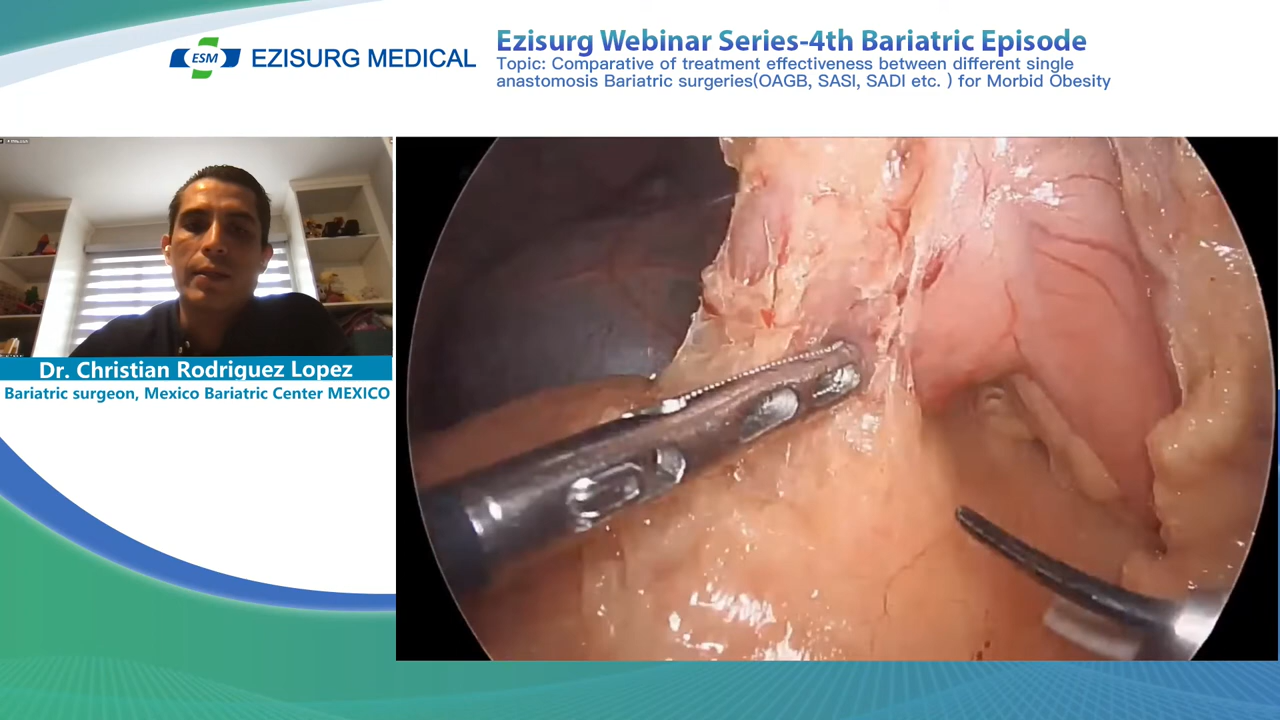 ESM
EZISURG MEDICAL
Ezisurg Webinar Series-4th Bariatric Episode
Topic: Comparative of treatment effectiveness between different single
anastomosis Bariatric surgeries(OAGB, SASI, SADI etc. ) for Morbid Obesity
Dr. Christian Rodriguez Lopez
Bariatric surgeon, Mexico Bariatric Center MEXICO